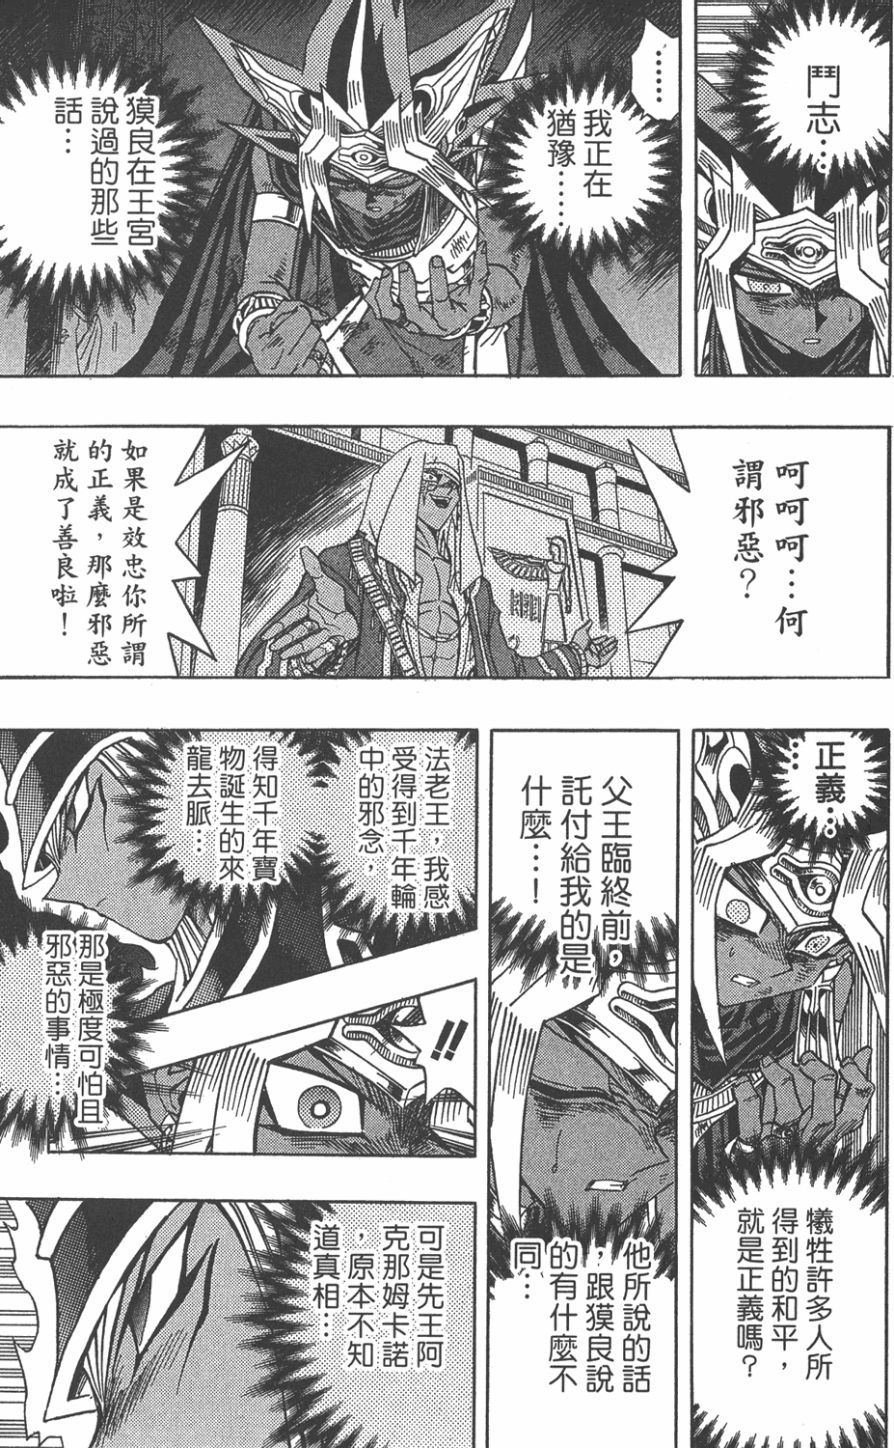 鬥志…
……
我正在
猶豫……
獏良在王宮
說過的那些
話…
呵呵呵…何
謂邪惡？
如果是效忠你所謂
的正義，那麼邪惡
就成了善良啦！
正義…
…
犧牲許多人所
得到的和平，
就是正義嗎？
父王臨終前，
託付給我的是
什麼…！
他所說的話
，跟獏良說
的有什麼不
同…
法老王，我感
受得到千年輪
中的邪念，
得知千年寶
物誕生的來
龍去脈…
那是極度可怕且
邪惡的事情…
!!
可是先王阿
克那姆卡諾
，原本不知
道真相…